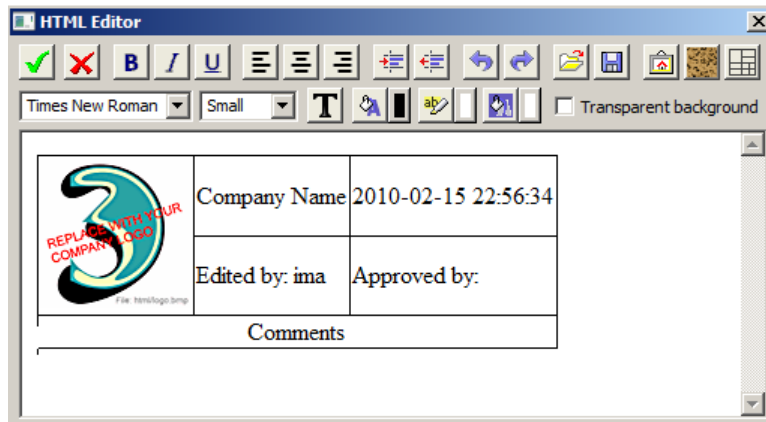 HTML Editor
B I U
Times New Roman Small T ab Transparent background
REPLACE WITH YOUR
COMPANY LOGO
File: html/logo.bmp
Company Name 2010-02-15 22:56:34
Edited by: ima Approved by:
Comments